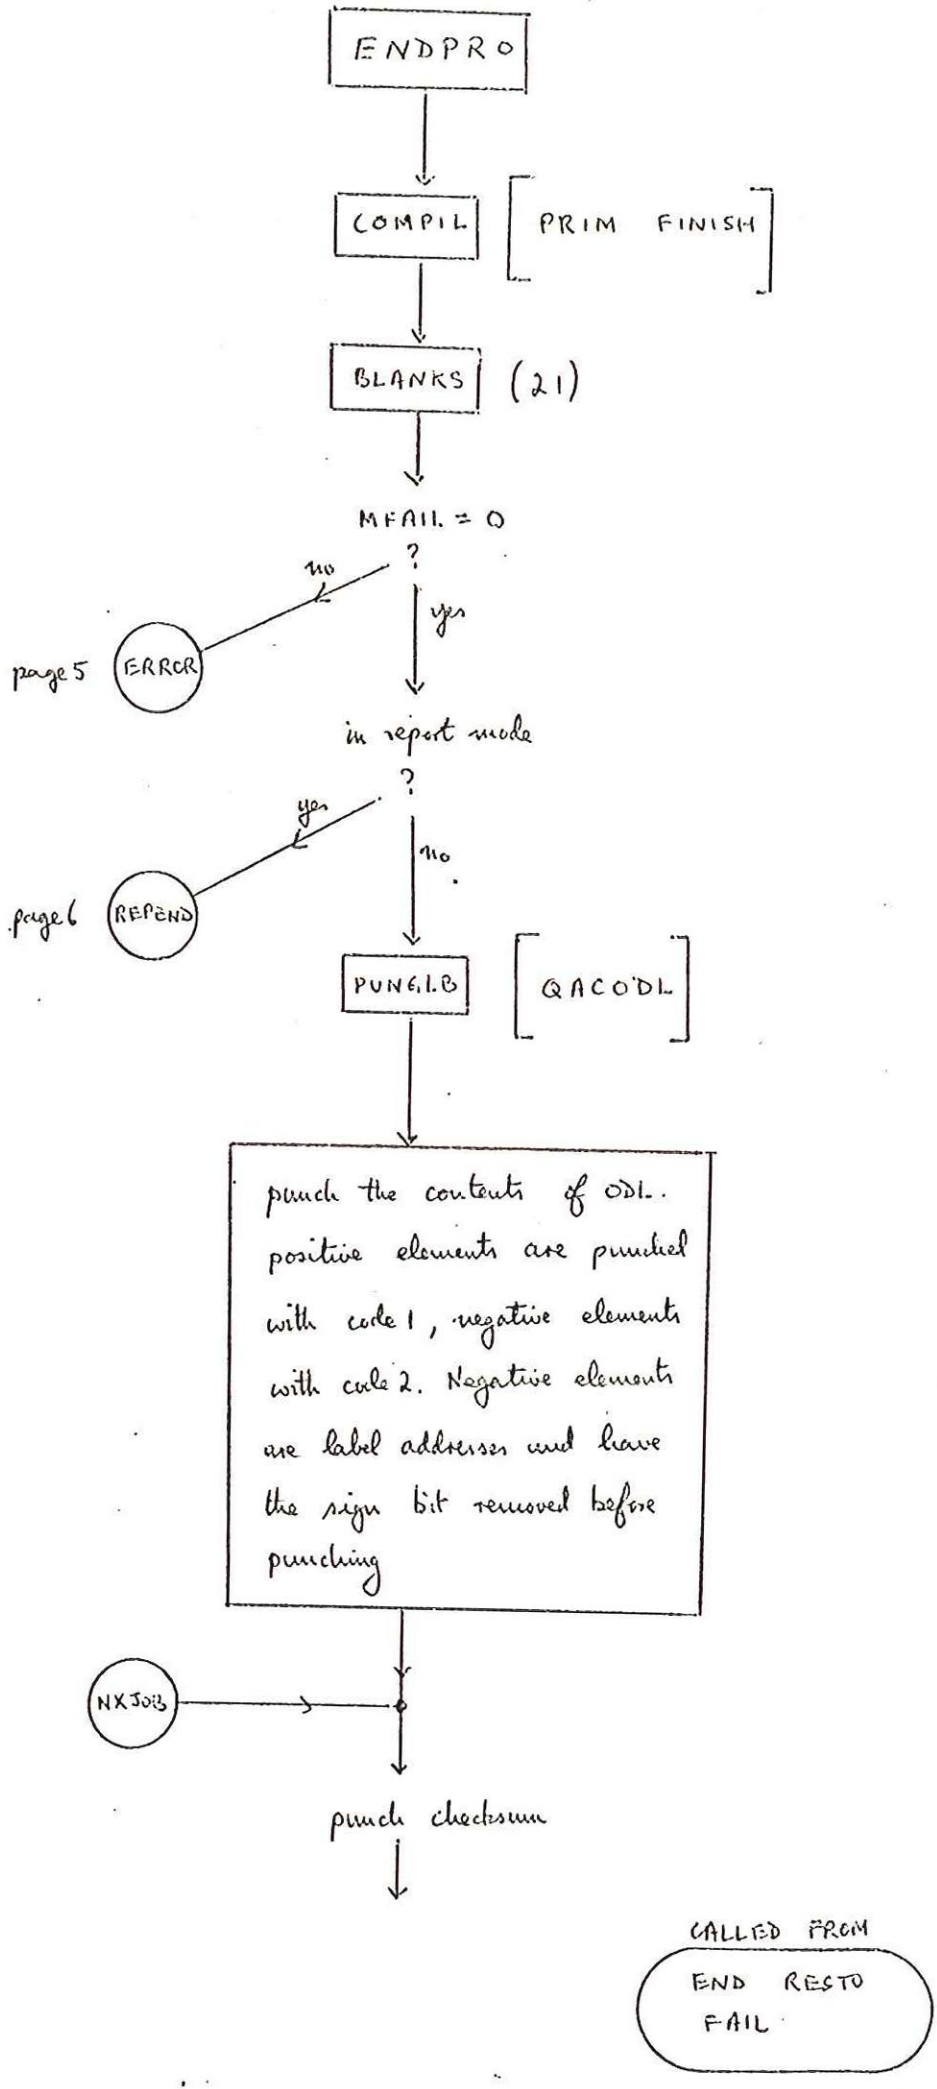 ENDPRO
COMPIL
[PRIM FINISH]
BLANKS
(21)
MFAIL = 0
?
no
yes
page 5
ERROR
in report mode
?
yes
no
page 6
REPEND
PUNGLB
[QACODL]
punch the contents of ODL.
positive elements are punched
with code 1, negative elements
with code 2. Negative elements
are label addresses and have
the sign bit removed before
punching
NXJOB
punch checksum
CALLED FROM
END RESTO
FAIL